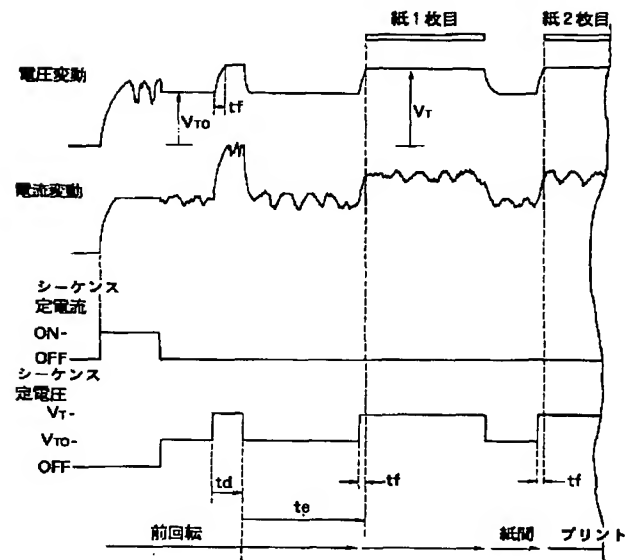 紙1枚目
紙2枚目
電圧変動
tf
VTO
VT
電流変動
シーケンス
定電流
ON-
OFF
シーケンス
定電圧
VT-
VTO-
OFF
td
te
tf
tf
前回転
紙間
プリント